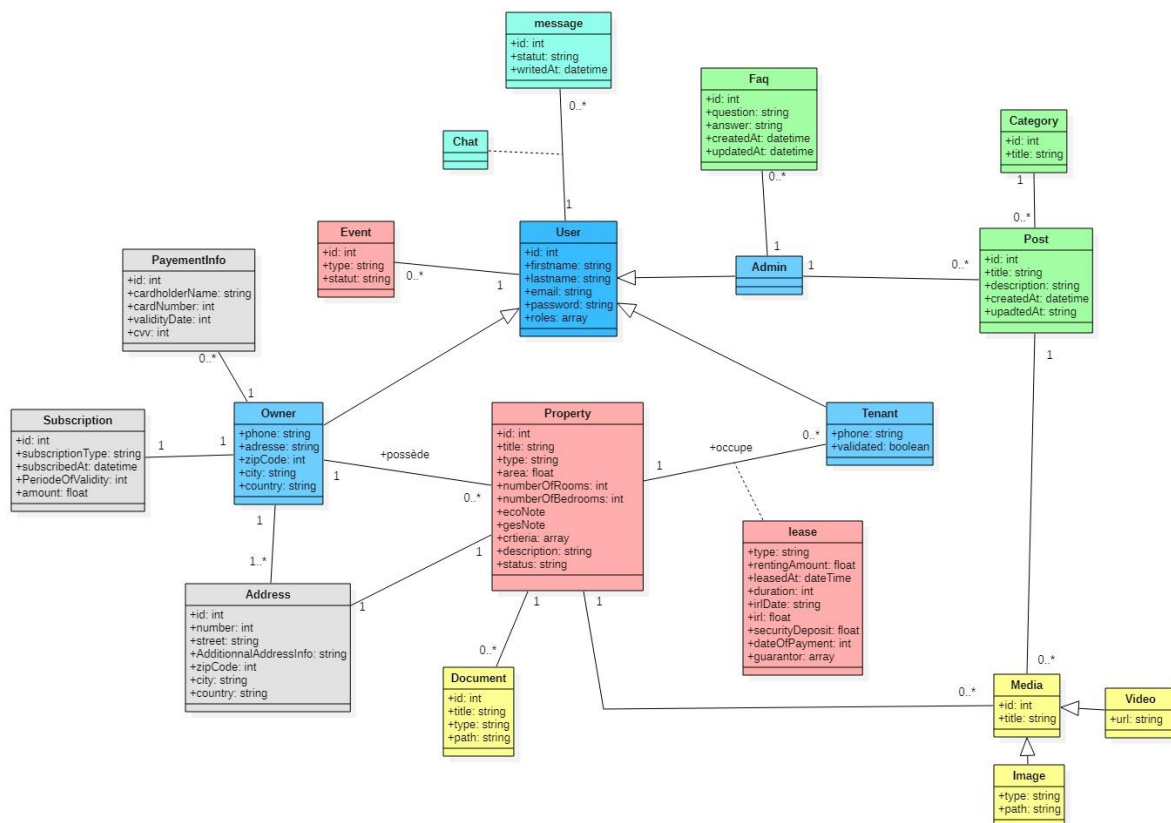 message
+id: int
+statut: string
+writedAt: datetime
0..*
Chat
1
Faq
+id: int
+question: string
+answer: string
+createdAt: datetime
+updatedAt: datetime
0..*
1
Category
+id: int
+title: string
1
0..*
Event
+id: int
+type: string
+statut: string
0..*
1
User
+id: int
+firstname: string
+lastname: string
+email: string
+password: string
+roles: array
Admin
1
0..*
Post
+id: int
+title: string
+description: string
+createdAt: datetime
+upadtedAt: string
1
PayementInfo
+id: int
+cardholderName: string
+cardNumber: int
+validityDate: int
+cvv: int
0..*
1
Subscription
+id: int
+subscriptionType: string
+subscribedAt: datetime
+PeriodeOfValidity: int
+amount: float
1
1
Owner
+phone: string
+adresse: string
+zipCode: int
+city: string
+country: string
1
+possède
0..*
Property
+id: int
+title: string
+type: string
+area: float
+numberOfRooms: int
+numberOfBedrooms: int
+ecoNote
+gesNote
+crtieria: array
+description: string
+status: string
1
+occupe
0..*
Tenant
+phone: string
+validated: boolean
1
1..*
1
1
Address
+id: int
+number: int
+street: string
+AdditionnalAddressInfo: string
+zipCode: int
+city: string
+country: string
lease
+type: string
+rentingAmount: float
+leasedAt: dateTime
+duration: int
+irlDate: string
+irl: float
+securityDeposit: float
+dateOfPayment: int
+guarantor: array
1
0..*
1
0..*
0..*
Document
+id: int
+title: string
+type: string
+path: string
Media
+id: int
+title: string
Video
+url: string
Image
+type: string
+path: string